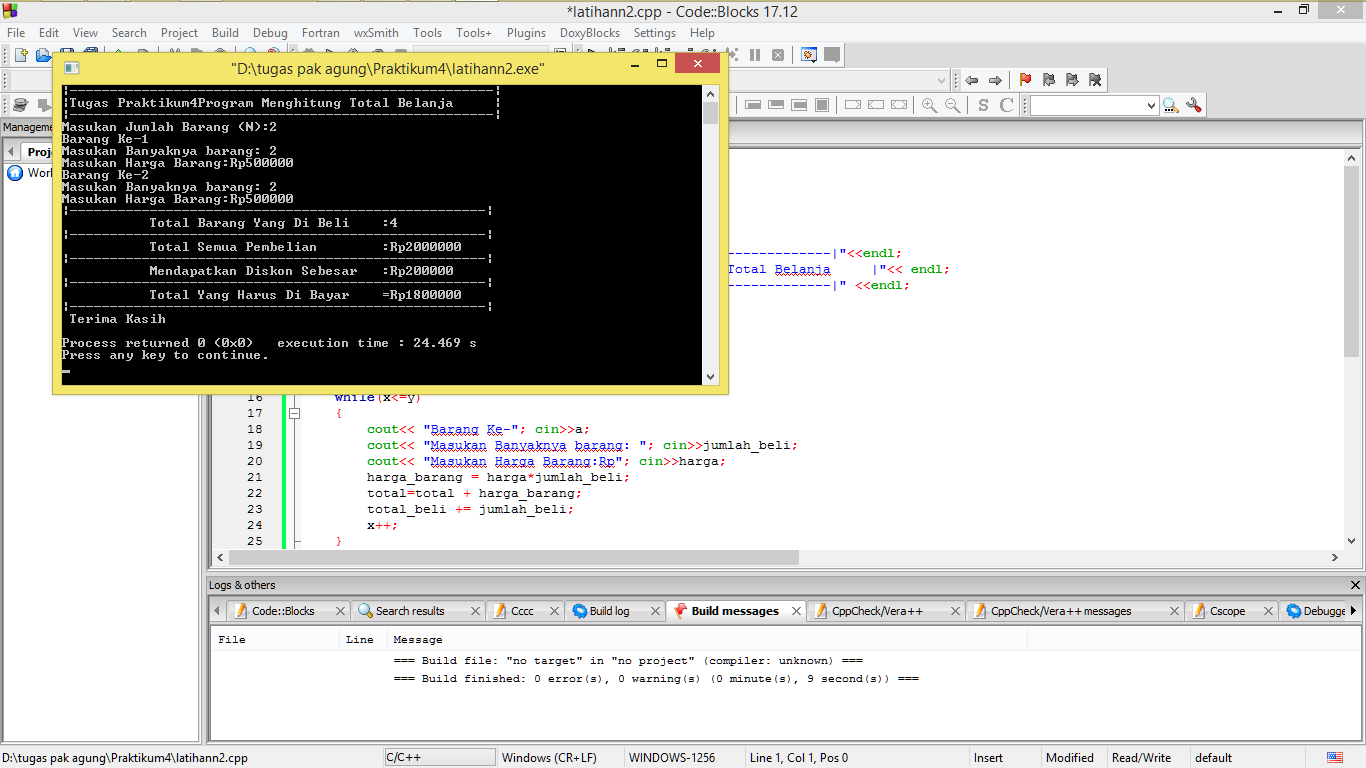 *latihann2.cpp - Code::Blocks 17.12
File Edit View Search Project Build Debug Fortran wxSmith Tools Tools+ Plugins DoxyBlocks Settings Help
"D:\tugas pak agung\Praktikum4\latihann2.exe"
|----------------------------------------------------|
|Tugas Praktikum4Program Menghitung Total Belanja |
|----------------------------------------------------|
Masukan Jumlah Barang (N):2
Barang Ke-1
Masukan Banyaknya barang: 2
Masukan Harga Barang:Rp500000
Barang Ke-2
Masukan Banyaknya barang: 2
Masukan Harga Barang:Rp500000
|----------------------------------------------------|
Total Barang Yang Di Beli :4
|----------------------------------------------------|
Total Semua Pembelian :Rp2000000
|----------------------------------------------------|
Mendapatkan Diskon Sebesar :Rp200000
|----------------------------------------------------|
Total Yang Harus Di Bayar =Rp1800000
|----------------------------------------------------|
Terima Kasih
Process returned 0 (0x0) execution time : 24.469 s
Press any key to continue.
S C
Manageme
Proj
Work
-------------|"<<endl;
Total Belanja |"<< endl;
-------------|" <<endl;
16 while(x<=y)
17 {
18 cout<< "Barang Ke-"; cin>>a;
19 cout<< "Masukan Banyaknya barang: "; cin>>jumlah_beli;
20 cout<< "Masukan Harga Barang:Rp"; cin>>harga;
21 harga_barang = harga*jumlah_beli;
22 total=total + harga_barang;
23 total_beli += jumlah_beli;
24 x++;
25 }
Logs & others
Code::Blocks Search results Cccc Build log Build messages CppCheck/Vera++ CppCheck/Vera++ messages Cscope Debugge
File Line Message
=== Build file: "no target" in "no project" (compiler: unknown) ===
=== Build finished: 0 error(s), 0 warning(s) (0 minute(s), 9 second(s)) ===
D:\tugas pak agung\Praktikum4\latihann2.cpp C/C++ Windows (CR+LF) WINDOWS-1256 Line 1, Col 1, Pos 0 Insert Modified Read/Write default